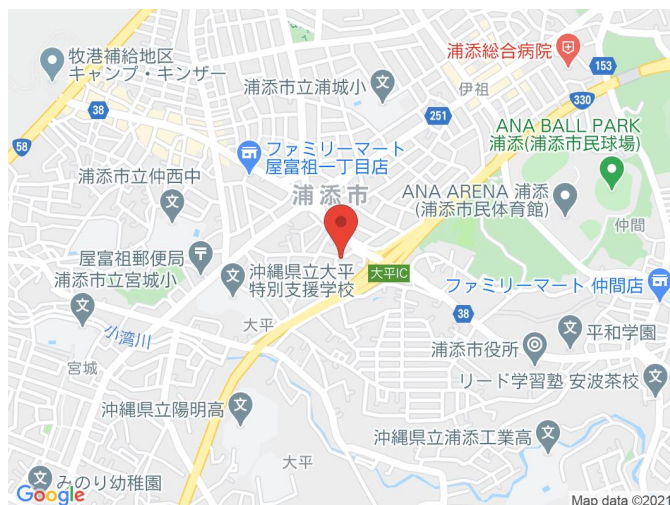 浦添総合病院
牧港補給地区
キャンプ・キンザー
153
浦添市立浦城小
伊祖
330
38
251
ANA BALL PARK
浦添(浦添市民球場)
58
ファミリーマート
屋富祖一丁目店
浦添市立仲西中
浦添市
ANA ARENA 浦添
(浦添市民体育館)
仲間
屋富祖郵便局
浦添市立宮城小
沖縄県立大平
特別支援学校
大平IC
ファミリーマート 仲間店
大平
38
小湾川
平和学園
浦添市役所
宮城
リード学習塾 安波茶校
沖縄県立陽明高
沖縄県立浦添工業高
大平
みのり幼稚園
Google
Map data ©2021